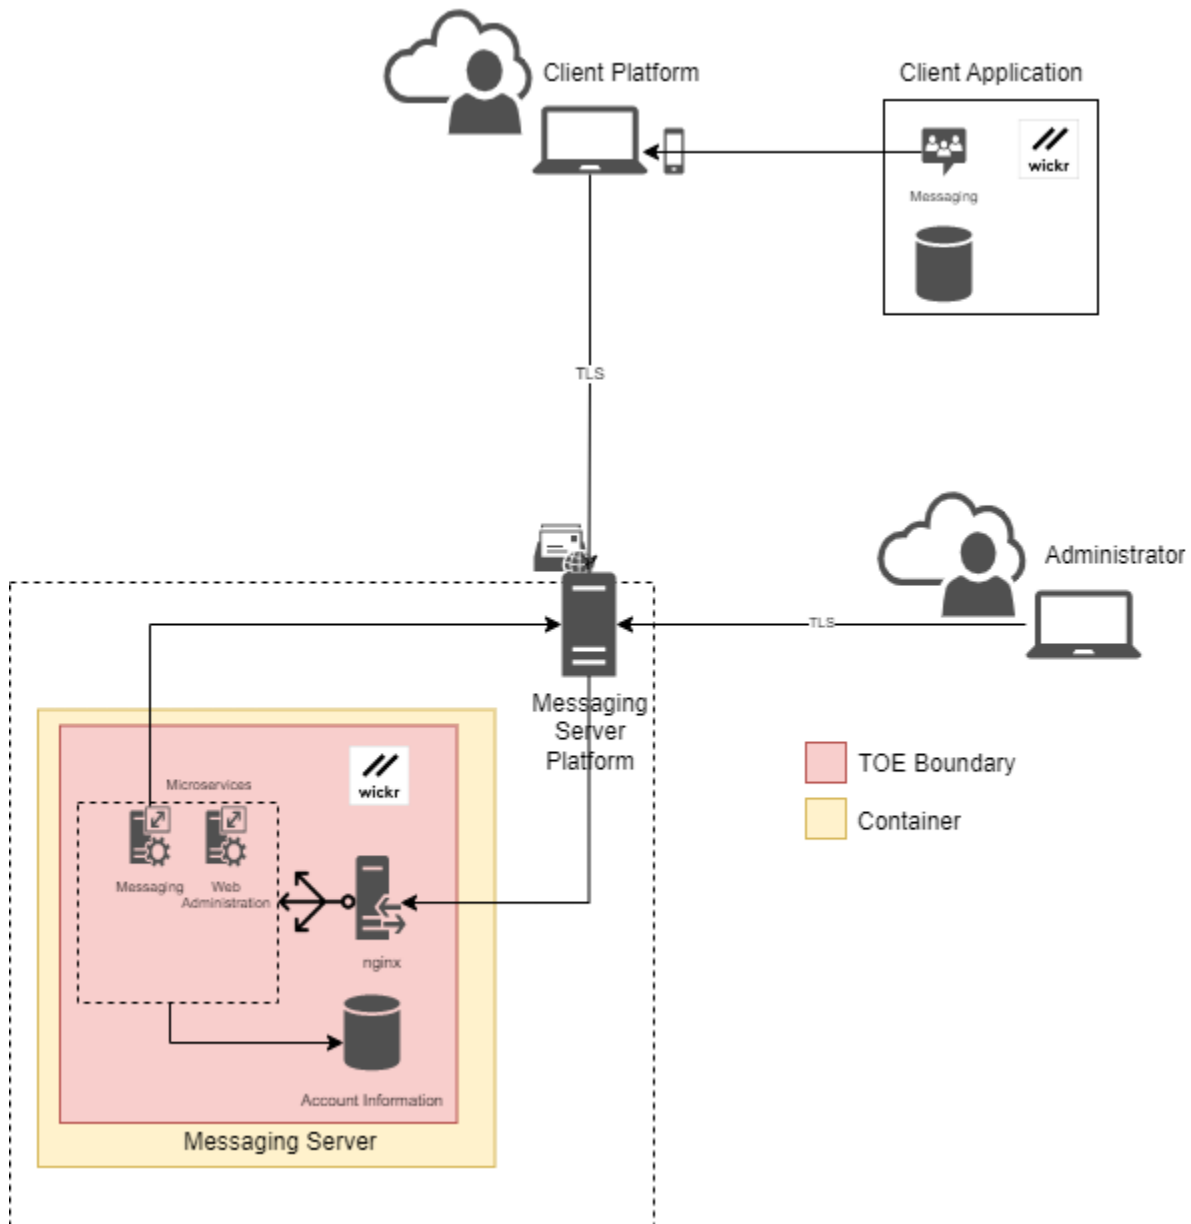 Client Platform
Client Application
wickr
Messaging
TLS
Administrator
TLS
Messaging
Server
Platform
TOE Boundary
Container
wickr
Microservices
Messaging
Web
Administration
nginx
Account Information
Messaging Server